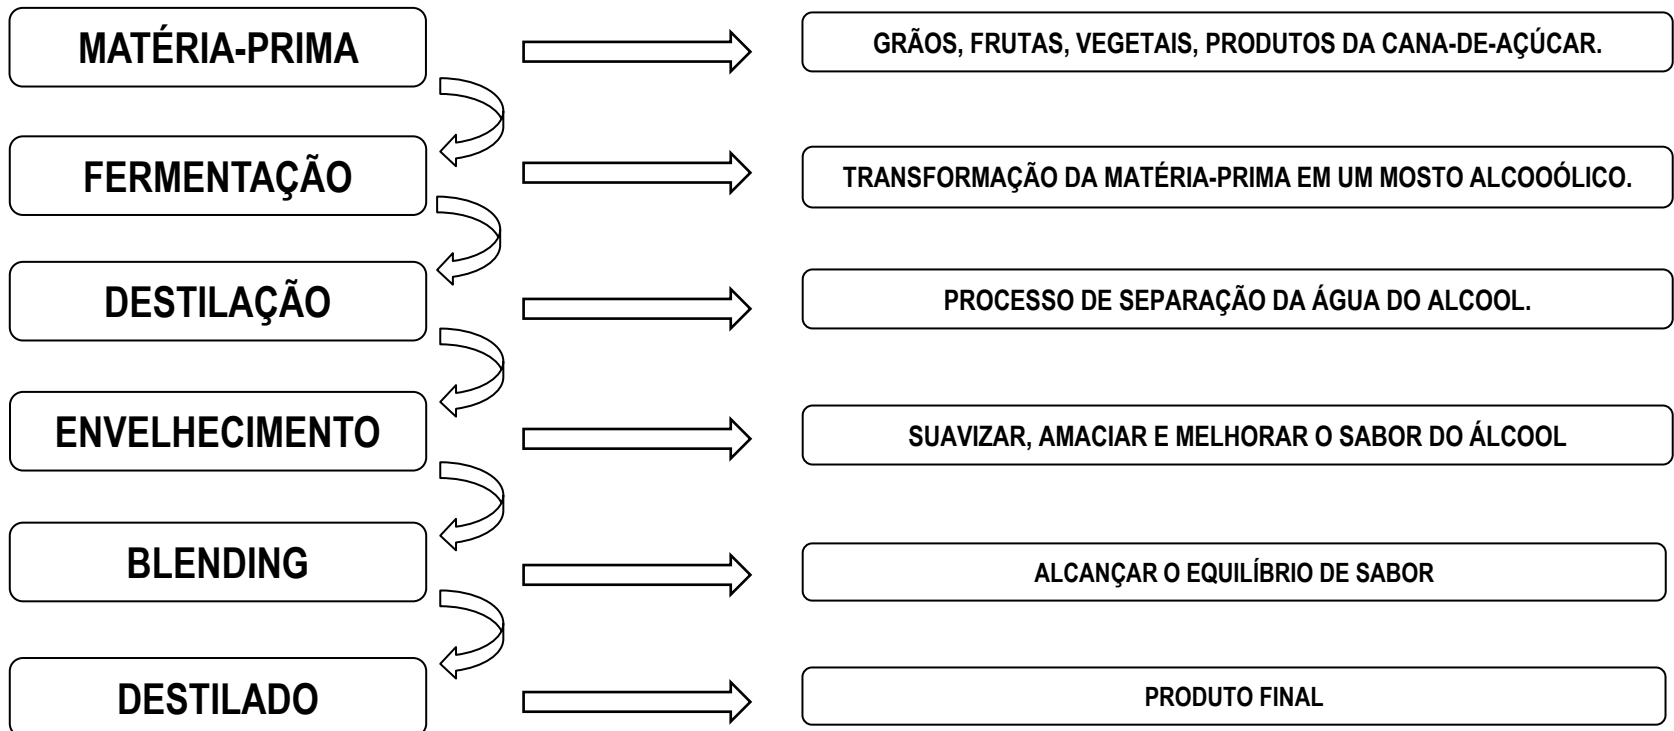 MATÉRIA-PRIMA
GRÃOS, FRUTAS, VEGETAIS, PRODUTOS DA CANA-DE-AÇÚCAR.
FERMENTAÇÃO
TRANSFORMAÇÃO DA MATÉRIA-PRIMA EM UM MOSTO ALCOOÓLICO.
DESTILAÇÃO
PROCESSO DE SEPARAÇÃO DA ÁGUA DO ALCOOL.
ENVELHECIMENTO
SUAVIZAR, AMACIAR E MELHORAR O SABOR DO ÁLCOOL
BLENDING
ALCANÇAR O EQUILÍBRIO DE SABOR
DESTILADO
PRODUTO FINAL